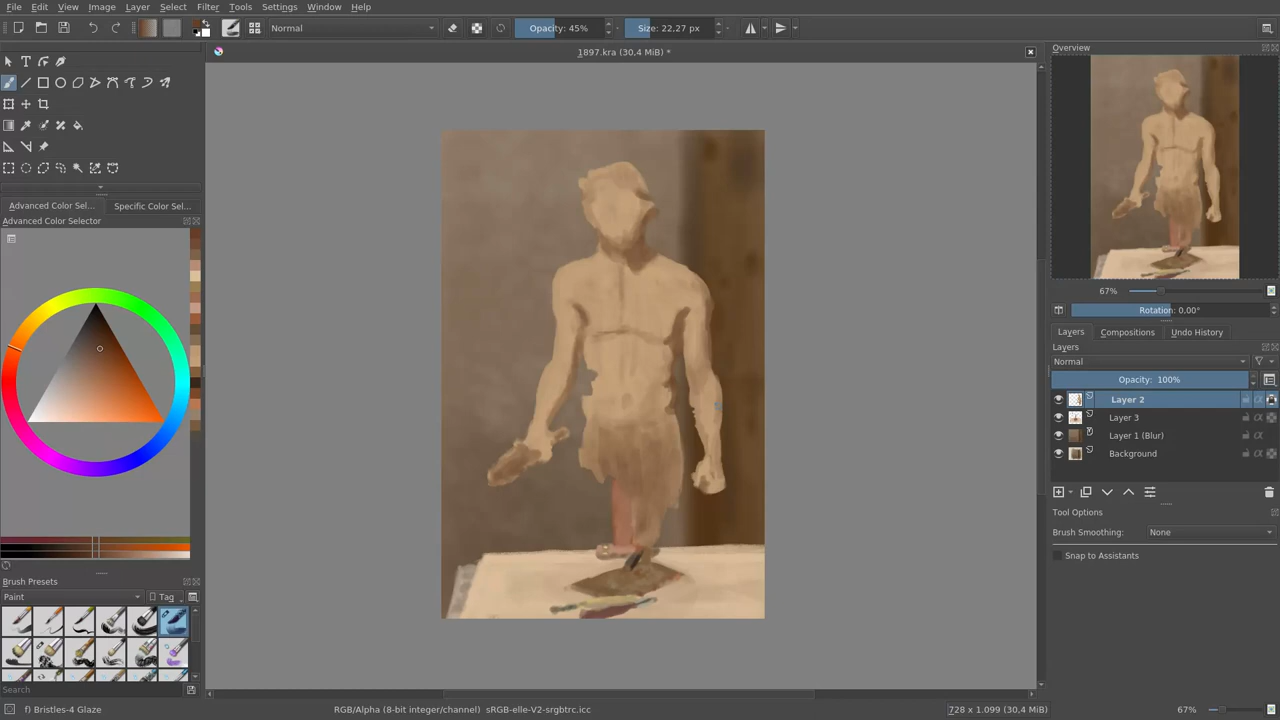 File Edit View Image Layer Select Filter Tools Settings Window Help
Normal Opacity: 45% Size: 22,27 px
1897.kra (30,4 MiB) *
Overview
Advanced Color Sel... Specific Color Sel...
Advanced Color Selector
67%
Rotation: 0,00°
Layers Compositions Undo History
Layers
Normal
Opacity: 100%
Layer 2
Layer 3
Layer 1 (Blur)
Background
Tool Options
Brush Smoothing: None
Snap to Assistants
Brush Presets
Paint Tag
Search
f) Bristles-4 Glaze RGB/Alpha (8-bit integer/channel) sRGB-elle-V2-srgbtrc.icc 728 x 1.099 (30,4 MiB) 67%